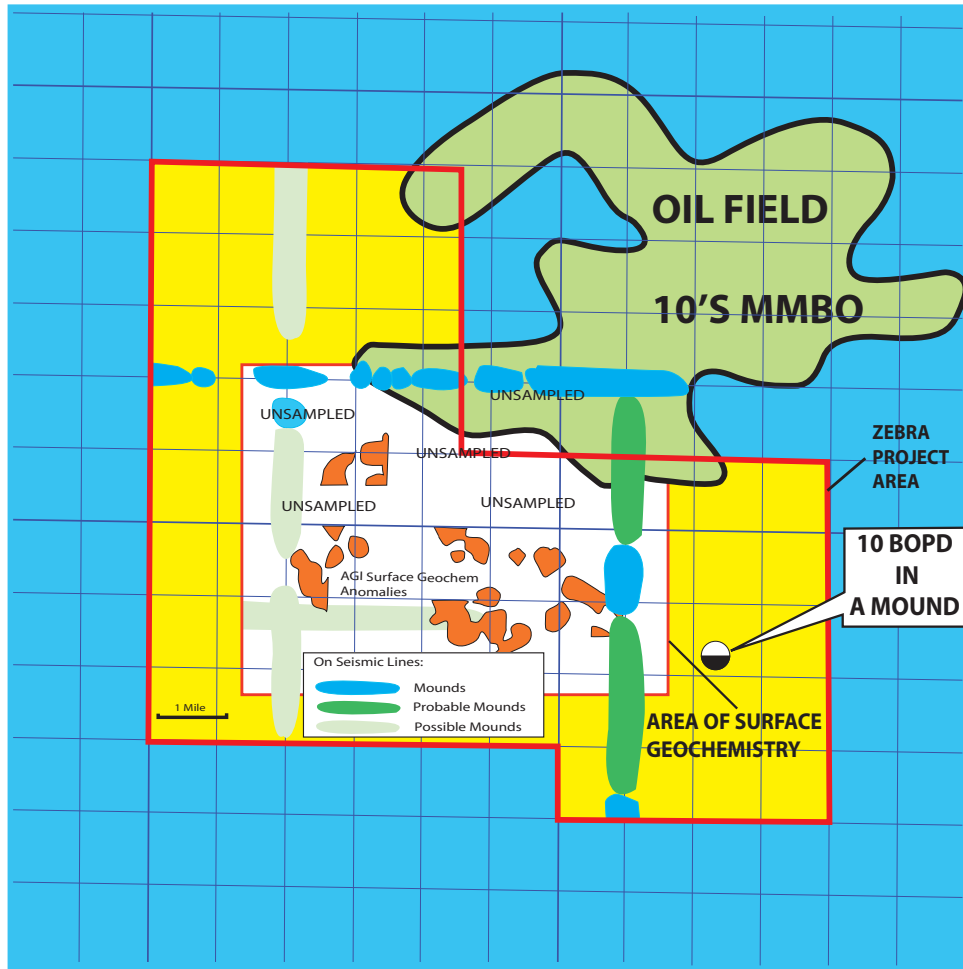 OIL FIELD
10'S MMBO
UNSAMPLED
UNSAMPLED
UNSAMPLED
ZEBRA
PROJECT
AREA
UNSAMPLED
UNSAMPLED
10 BOPD
IN
A MOUND
AGI Surface Geochem
Anomalies
On Seismic Lines:
Mounds
Probable Mounds
Possible Mounds
1 Mile
AREA OF SURFACE
GEOCHEMISTRY